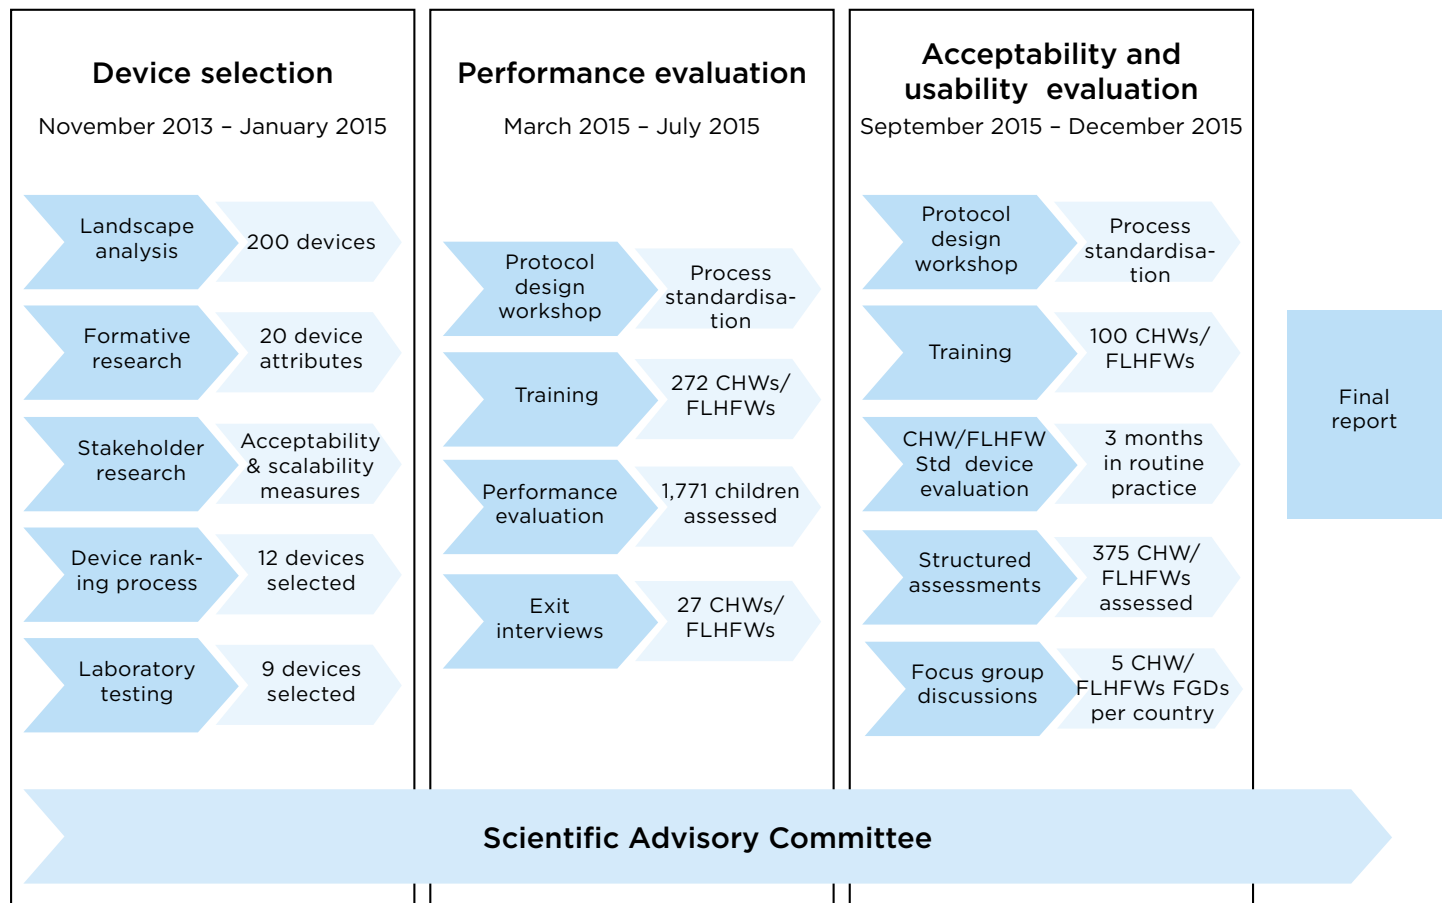 Device selection
November 2013 – January 2015
Landscape
analysis
200 devices
Formative
research
20 device
attributes
Stakeholder
research
Acceptability
& scalability
measures
Device rank-
ing process
12 devices
selected
Laboratory
testing
9 devices
selected
Performance evaluation
March 2015 – July 2015
Protocol
design
workshop
Process
standardisa-
tion
Training
272 CHWs/
FLHFWs
Performance
evaluation
1,771 children
assessed
Exit
interviews
27 CHWs/
FLHFWs
Acceptability and
usability evaluation
September 2015 – December 2015
Protocol
design
workshop
Process
standardisa-
tion
Training
100 CHWs/
FLHFWs
CHW/FLHFW
Std device
evaluation
3 months
in routine
practice
Structured
assessments
375 CHW/
FLHFWs
assessed
Focus group
discussions
5 CHW/
FLHFWs FGDs
per country
Final
report
Scientific Advisory Committee